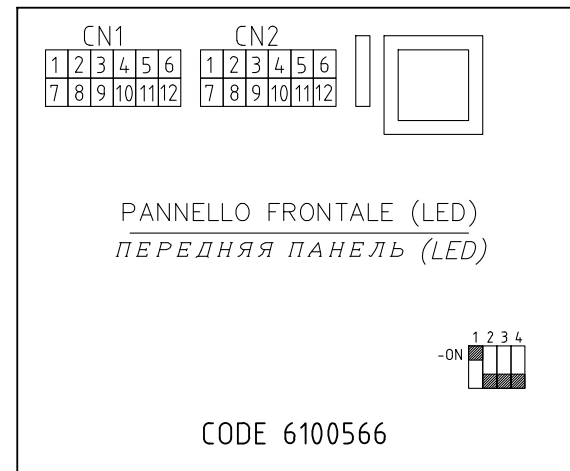 CN1 CN2
1 2 3 4 5 6 1 2 3 4 5 6
7 8 9 10 11 12 7 8 9 10 11 12
PANNELLO FRONTALE (LED)
ПЕРЕДНЯЯ ПАНЕЛЬ (LED)
1 2 3 4
-ON
CODE 6100566